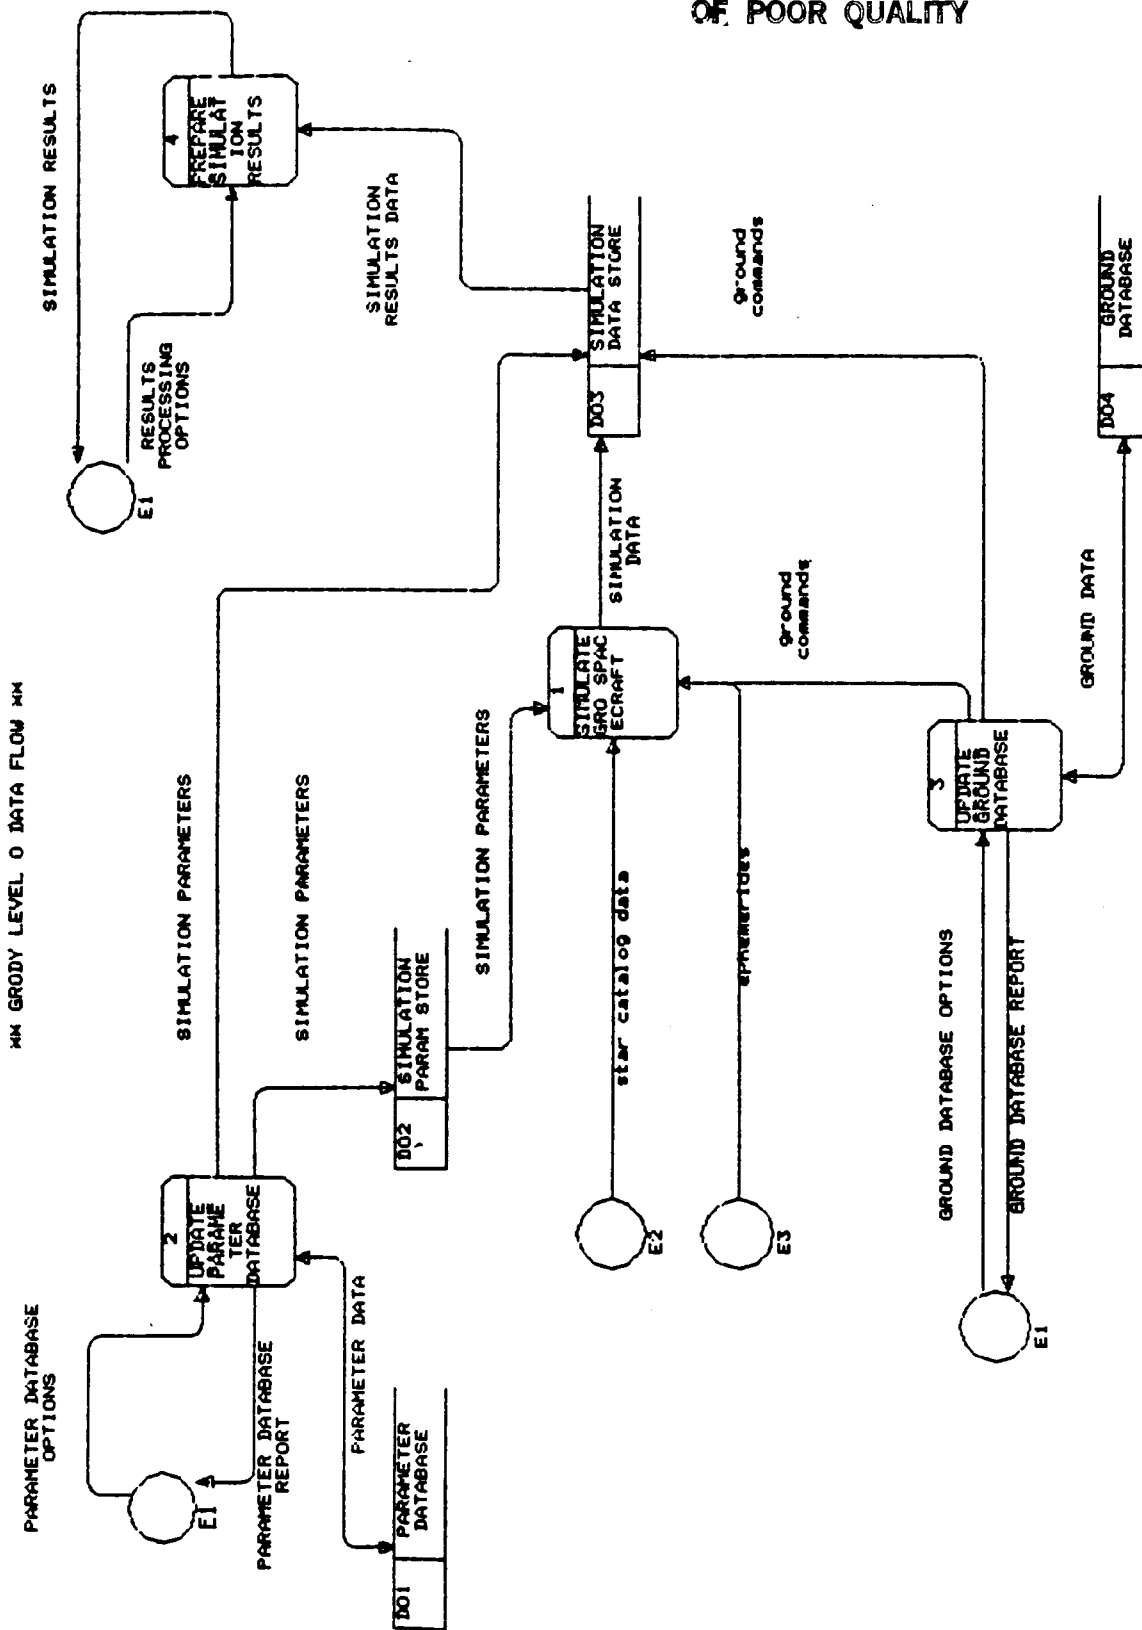 OF POOR QUALITY
** GRODY LEVEL 0 DATA FLOW **
PARAMETER DATABASE
OPTIONS
E1
PARAMETER DATABASE
REPORT
2
UPDATE
PARAME
TER
DATABASE
PARAMETER DATA
D01
PARAMETER
DATABASE
SIMULATION PARAMETERS
SIMULATION PARAMETERS
D02
SIMULATION
PARAM STORE
SIMULATION PARAMETERS
SIMULATION RESULTS
E1
RESULTS
PROCESSING
OPTIONS
4
PREPARE
SIMULAT
ION
RESULTS
SIMULATION
RESULTS DATA
D03
SIMULATION
DATA STORE
SIMULATION
DATA
1
SIMULATE
GRO SPAC
ECRAFT
E2
star catalog data
E3
ephemerides
ground
commands
ground
commands
E1
GROUND DATABASE OPTIONS
GROUND DATABASE REPORT
3
UPDATE
GROUND
DATABASE
GROUND DATA
D04
GROUND
DATABASE